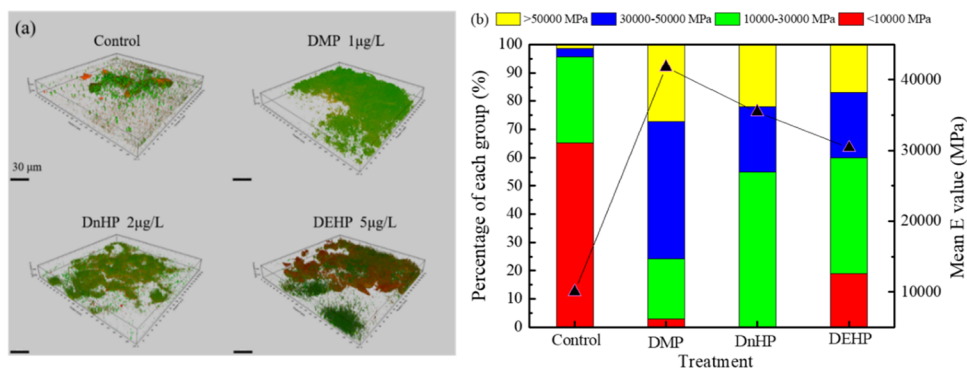 (a)
Control
DMP 1μg/L
30 μm
DnHP 2μg/L
DEHP 5μg/L
(b)
>50000 MPa 30000-50000 MPa 10000-30000 MPa <10000 MPa
Percentage of each group (%)
100
90
80
70
60
50
40
30
20
10
0
40000
30000
20000
10000
Mean E value (MPa)
Control DMP DnHP DEHP
Treatment